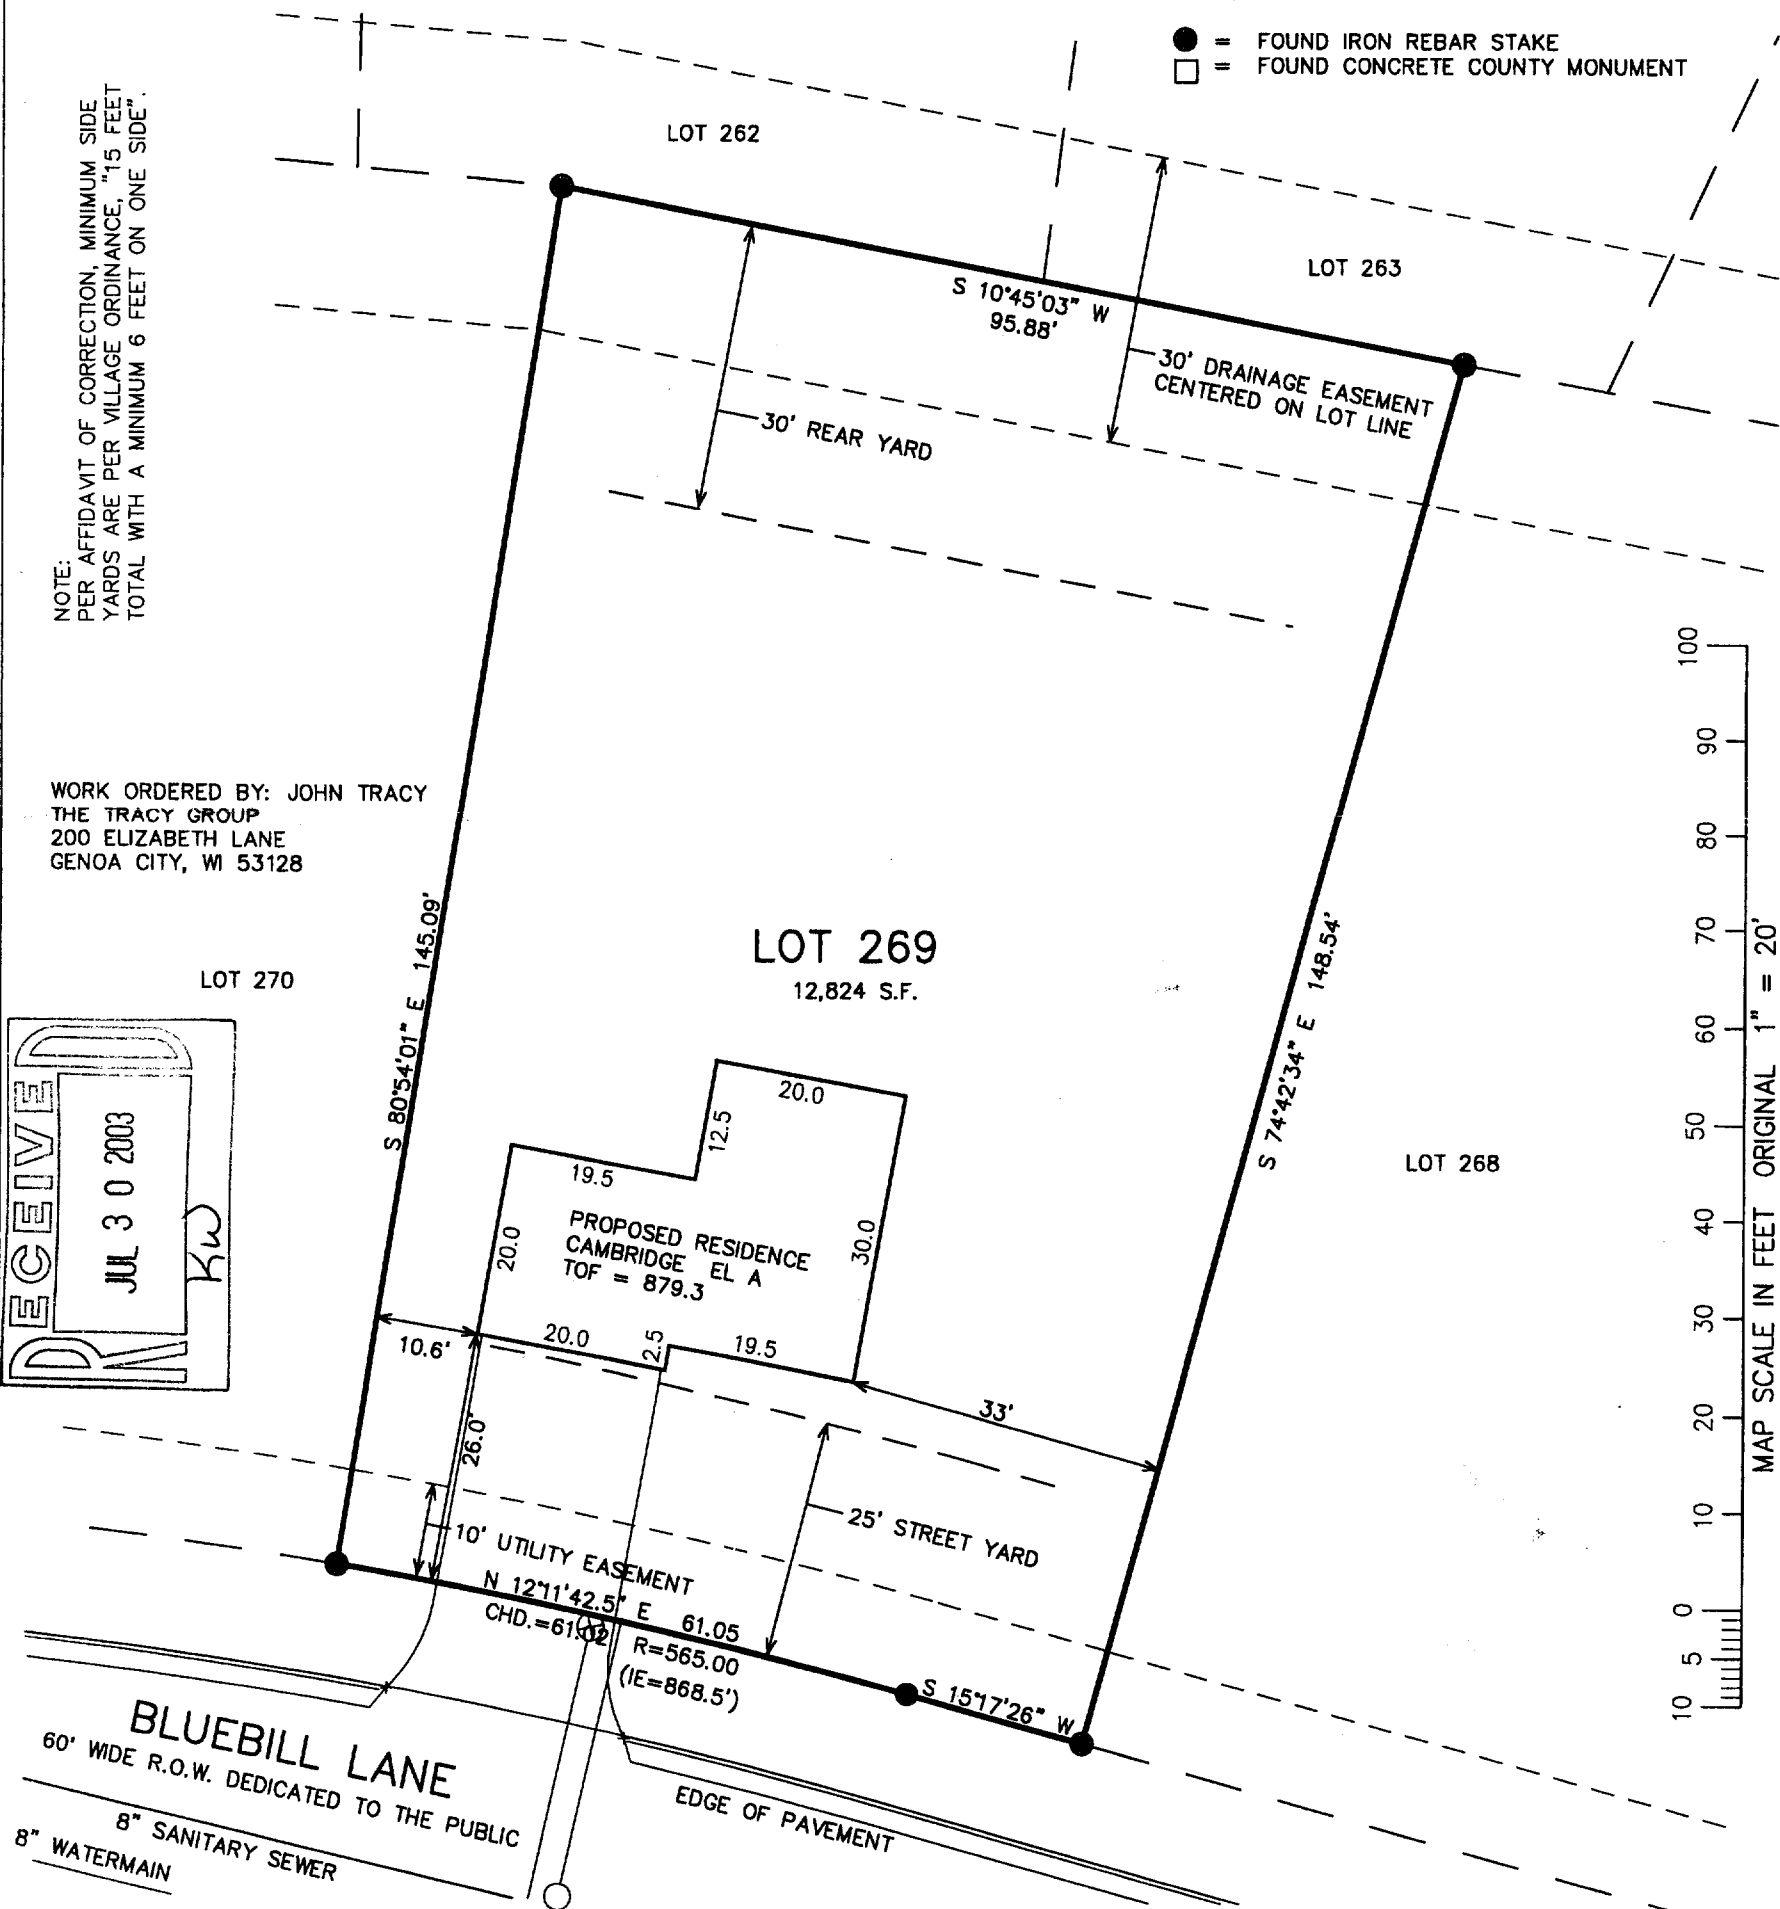 ● = FOUND IRON REBAR STAKE
□ = FOUND CONCRETE COUNTY MONUMENT
NOTE:
PER AFFIDAVIT OF CORRECTION, MINIMUM SIDE
YARDS ARE PER VILLAGE ORDINANCE, "15 FEET
TOTAL WITH A MINIMUM 6 FEET ON ONE SIDE".
LOT 262
LOT 263
S 10°45'03" W
95.88'
30' DRAINAGE EASEMENT
CENTERED ON LOT LINE
30' REAR YARD
WORK ORDERED BY: JOHN TRACY
THE TRACY GROUP
200 ELIZABETH LANE
GENOA CITY, WI 53128
S 80°54'01" E 145.09'
LOT 270
LOT 269
12,824 S.F.
S 74°42'34" E 148.54'
LOT 268
RECEIVED
JUL 30 2003
KW
20.0
12.5
19.5
20.0
30.0
PROPOSED RESIDENCE
CAMBRIDGE EL A
TOF = 879.3
10.6'
20.0
2.5
19.5
33'
26.0'
10' UTILITY EASEMENT
25' STREET YARD
N 12°11'42.5" E 61.05
CHD.=61.02
R=565.00
(IE=868.5')
S 15°17'26" W
BLUEBILL LANE
60' WIDE R.O.W. DEDICATED TO THE PUBLIC
8" SANITARY SEWER
8" WATERMAIN
EDGE OF PAVEMENT
100
90
80
70
60
50
40
30
20
10
0
5
10
MAP SCALE IN FEET ORIGINAL 1" = 20'